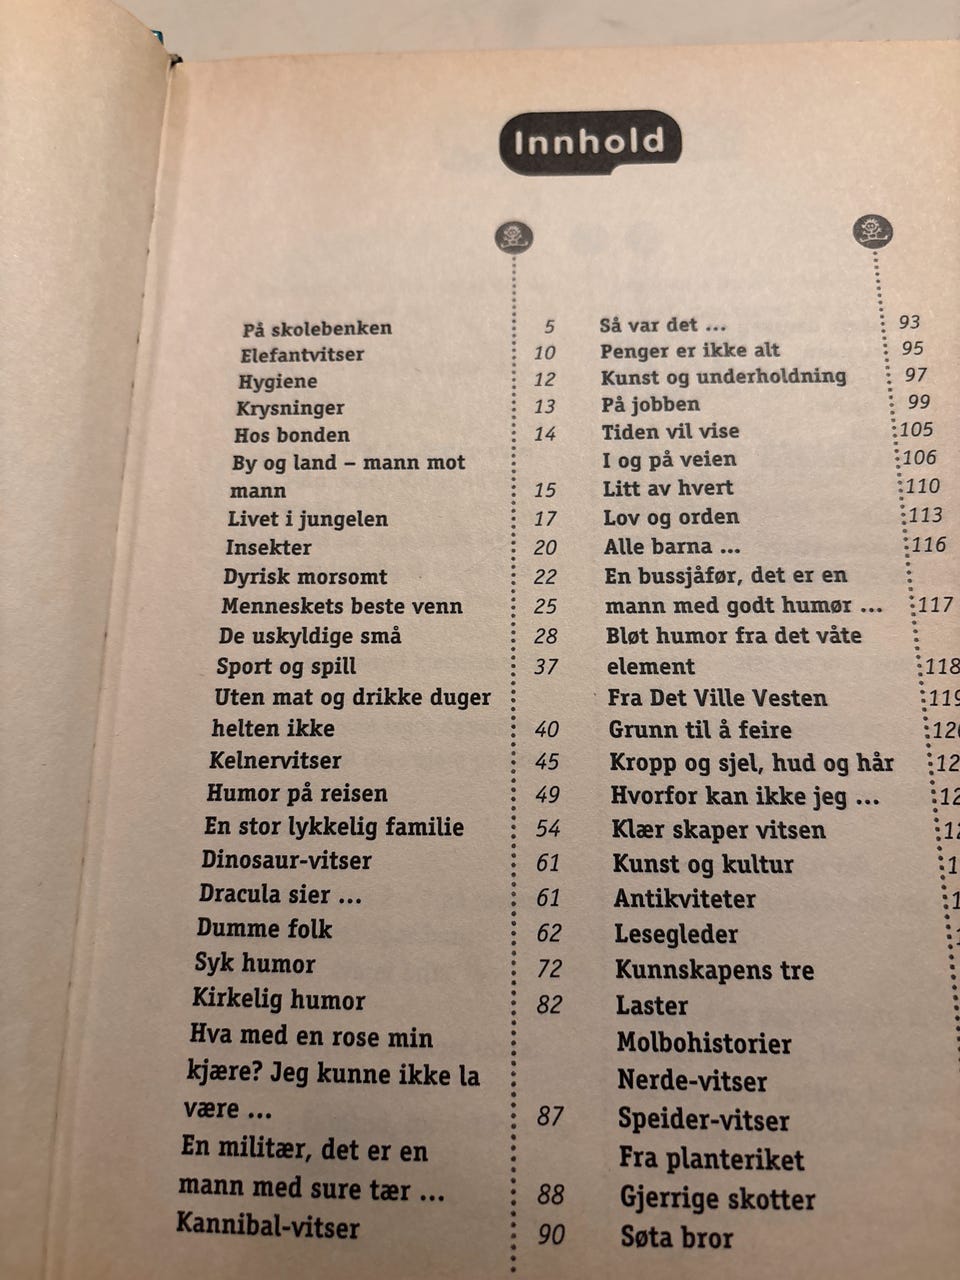 Innhold
På skolebenken 5
Elefantvitser 10
Hygiene 12
Krysninger 13
Hos bonden 14
By og land – mann mot
mann 15
Livet i jungelen 17
Insekter 20
Dyrisk morsomt 22
Menneskets beste venn 25
De uskyldige små 28
Sport og spill 37
Uten mat og drikke duger
helten ikke 40
Kelnervitser 45
Humor på reisen 49
En stor lykkelig familie 54
Dinosaur-vitser 61
Dracula sier ... 61
Dumme folk 62
Syk humor 72
Kirkelig humor 82
Hva med en rose min
kjære? Jeg kunne ikke la
være ... 87
En militær, det er en
mann med sure tær ... 88
Kannibal-vitser 90
Så var det ... 93
Penger er ikke alt 95
Kunst og underholdning 97
På jobben 99
Tiden vil vise 105
I og på veien 106
Litt av hvert 110
Lov og orden 113
Alle barna ... 116
En bussjåfør, det er en
mann med godt humør ... 117
Bløt humor fra det våte
element 118
Fra Det Ville Vesten 119
Grunn til å feire
Kropp og sjel, hud og hår
Hvorfor kan ikke jeg ...
Klær skaper vitsen
Kunst og kultur
Antikviteter
Lesegleder
Kunnskapens tre
Laster
Molbohistorier
Nerde-vitser
Speider-vitser
Fra planteriket
Gjerrige skotter
Søta bror